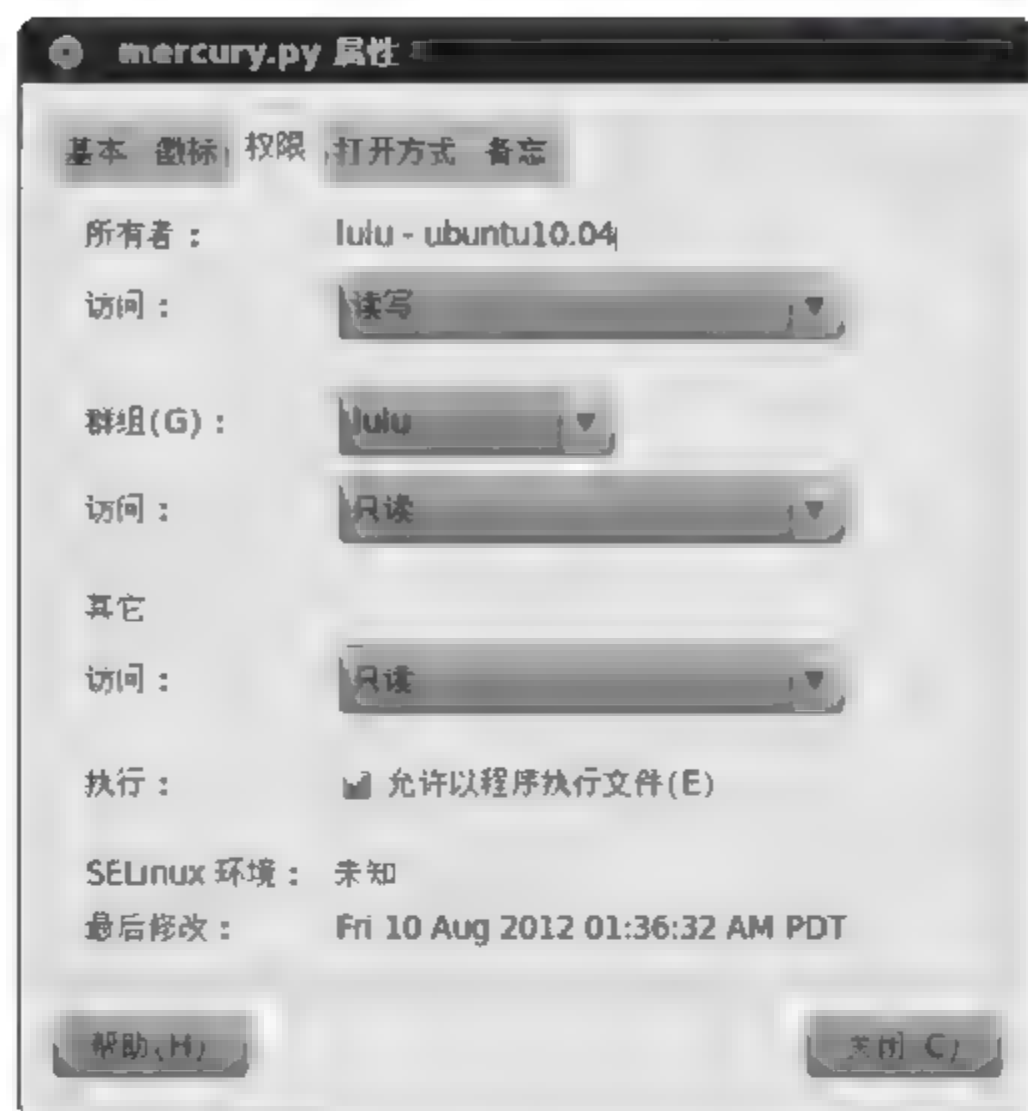 mercury.py 属性
基本 徽标 权限 打开方式 备忘
所有者： lulu - ubuntu10.04
访问： 读写
群组(G)： lulu
访问： 只读
其它
访问： 只读
执行： 允许以程序执行文件(E)
SELinux 环境： 未知
最后修改： Fri 10 Aug 2012 01:36:32 AM PDT
帮助(H) 关闭(C)